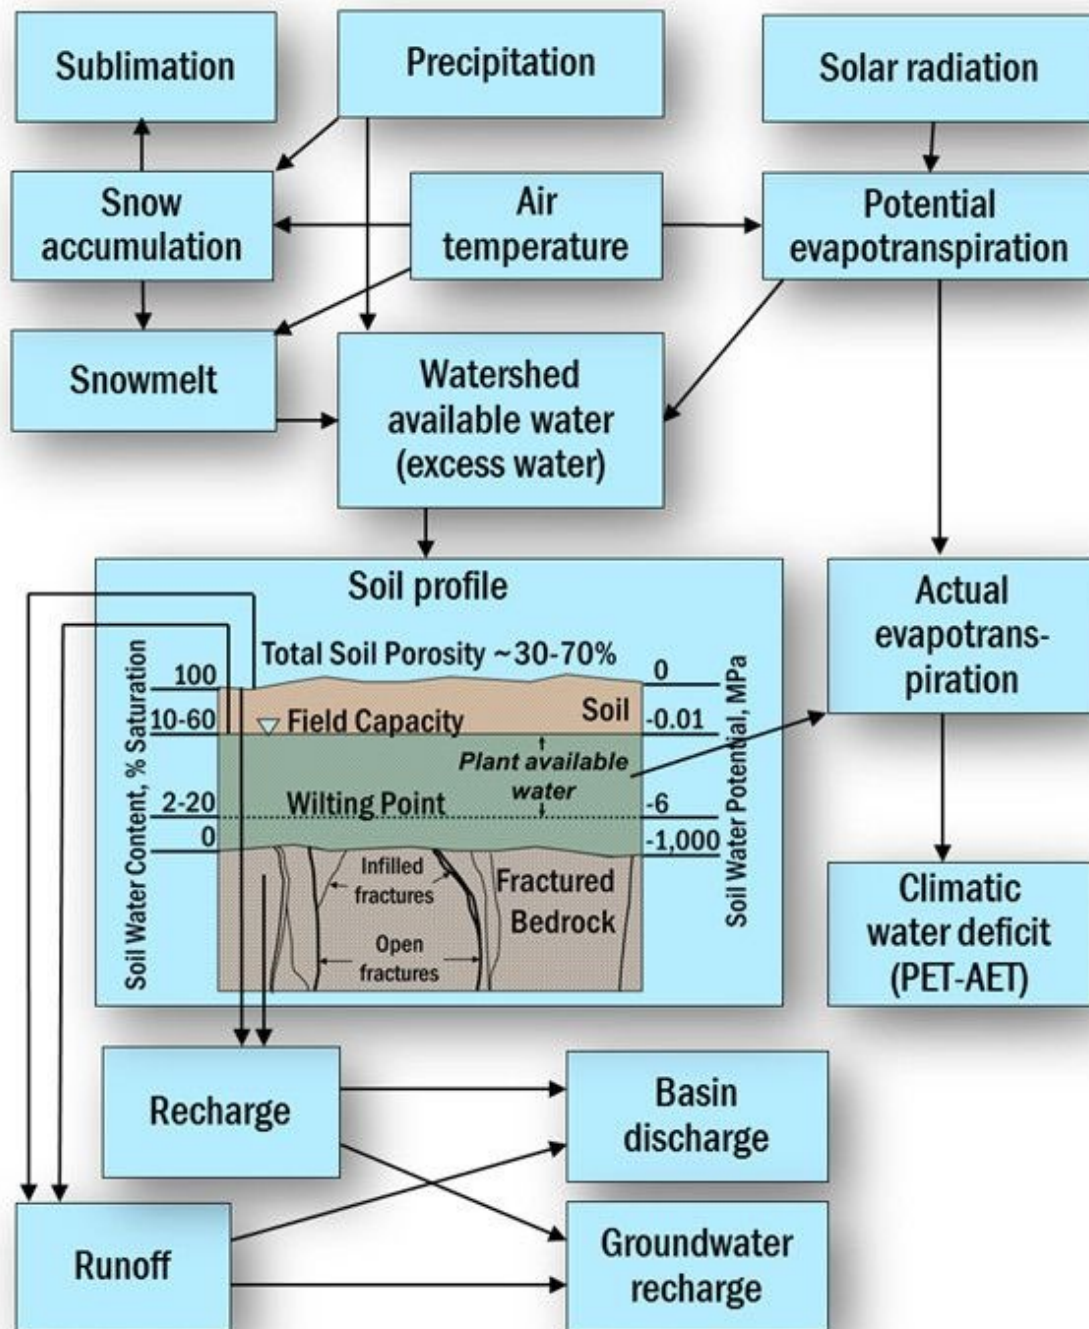 Sublimation
Precipitation
Solar radiation
Snow
accumulation
Air
temperature
Potential
evapotranspiration
Snowmelt
Watershed
available water
(excess water)
Soil profile
Total Soil Porosity ~30-70%
Soil Water Content, % Saturation
100
10-60
2-20
0
Field Capacity
Soil
Plant available
water
Wilting Point
0
-0.01
-6
-1,000
Soil Water Potential, MPa
Infilled
fractures
Fractured
Bedrock
Open
fractures
Actual
evapotrans-
piration
Climatic
water deficit
(PET-AET)
Recharge
Basin
discharge
Runoff
Groundwater
recharge